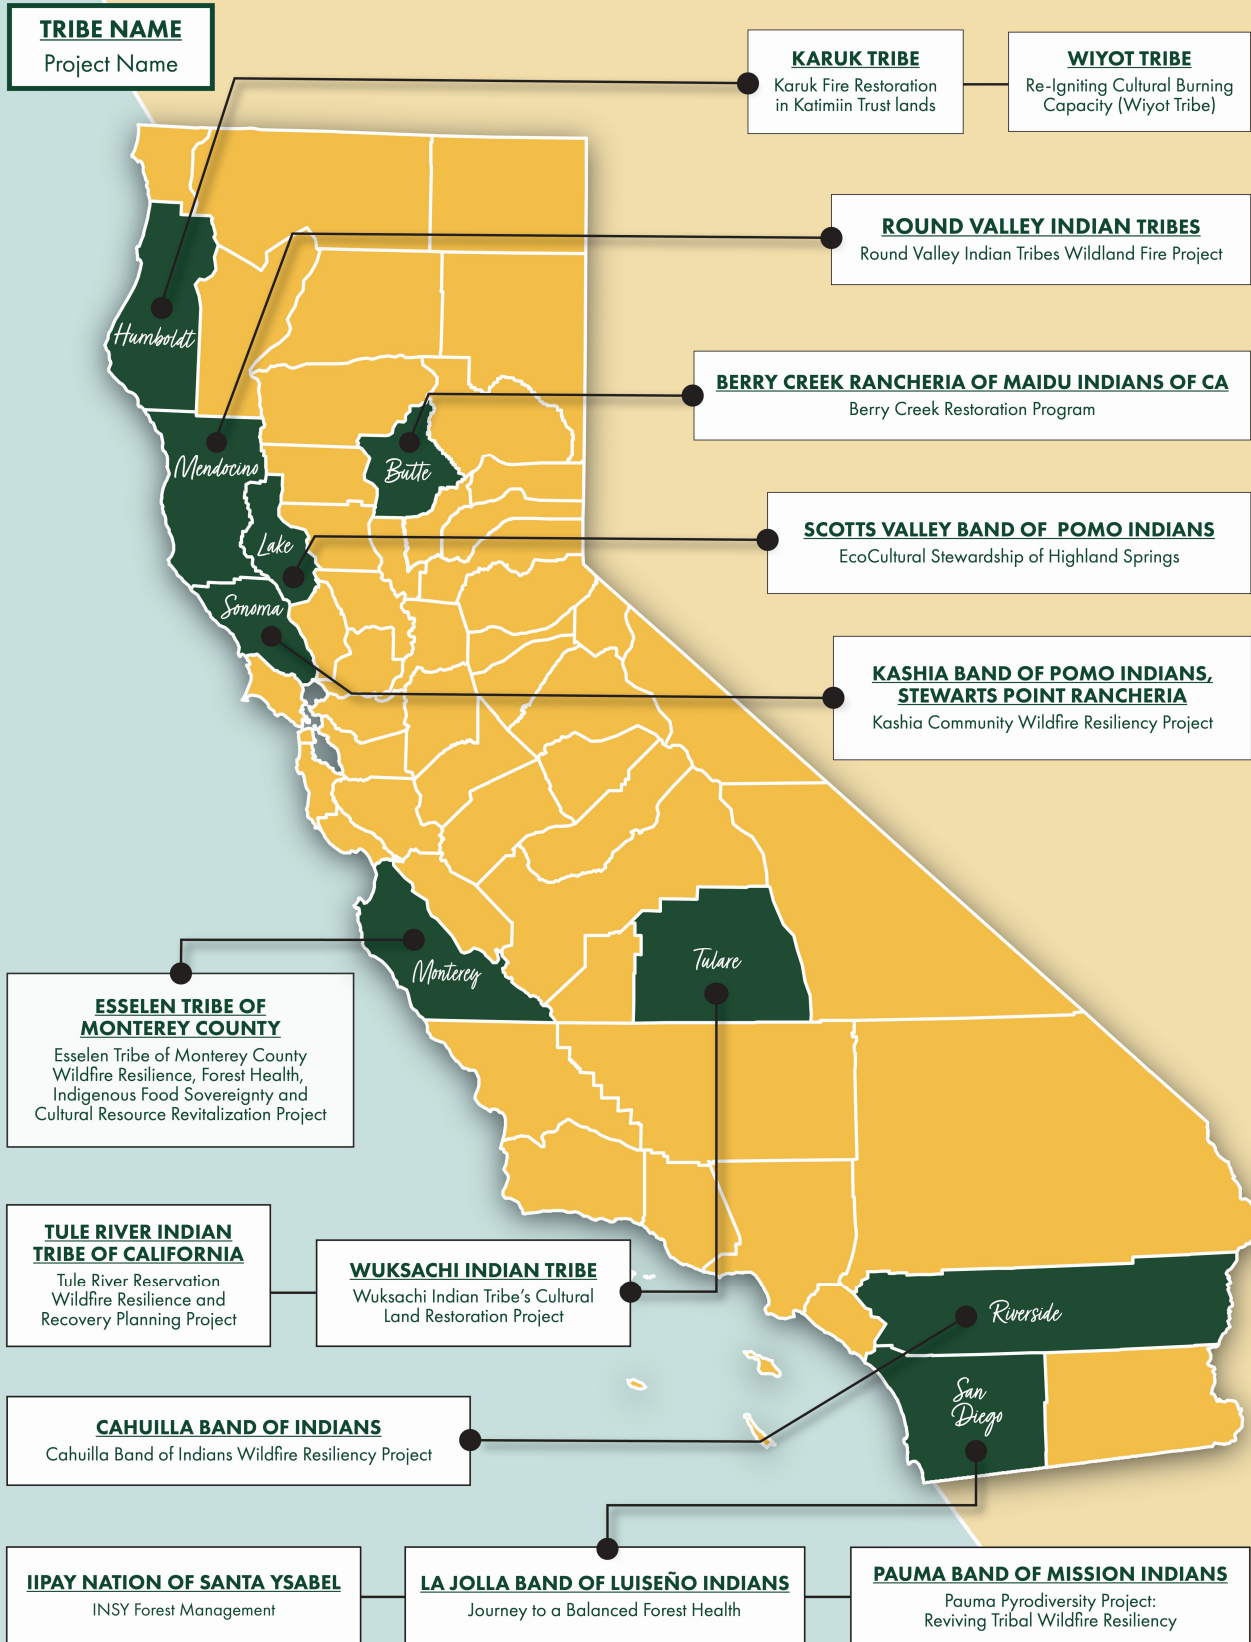 TRIBE NAME
Project Name
KARUK TRIBE
Karuk Fire Restoration
in Katimiin Trust lands
WIYOT TRIBE
Re-Igniting Cultural Burning
Capacity (Wiyot Tribe)
ROUND VALLEY INDIAN TRIBES
Round Valley Indian Tribes Wildland Fire Project
Humboldt
BERRY CREEK RANCHERIA OF MAIDU INDIANS OF CA
Berry Creek Restoration Program
Mendocino
Butte
SCOTTS VALLEY BAND OF POMO INDIANS
EcoCultural Stewardship of Highland Springs
Lake
Sonoma
KASHIA BAND OF POMO INDIANS,
STEWARTS POINT RANCHERIA
Kashia Community Wildfire Resiliency Project
Tulare
Monterey
ESSELEN TRIBE OF
MONTEREY COUNTY
Esselen Tribe of Monterey County
Wildfire Resilience, Forest Health,
Indigenous Food Sovereignty and
Cultural Resource Revitalization Project
TULE RIVER INDIAN
TRIBE OF CALIFORNIA
Tule River Reservation
Wildfire Resilience and
Recovery Planning Project
WUKSACHI INDIAN TRIBE
Wuksachi Indian Tribe's Cultural
Land Restoration Project
Riverside
San
Diego
CAHUILLA BAND OF INDIANS
Cahuilla Band of Indians Wildfire Resiliency Project
IIPAY NATION OF SANTA YSABEL
INSY Forest Management
LA JOLLA BAND OF LUISEÑO INDIANS
Journey to a Balanced Forest Health
PAUMA BAND OF MISSION INDIANS
Pauma Pyrodiversity Project:
Reviving Tribal Wildfire Resiliency